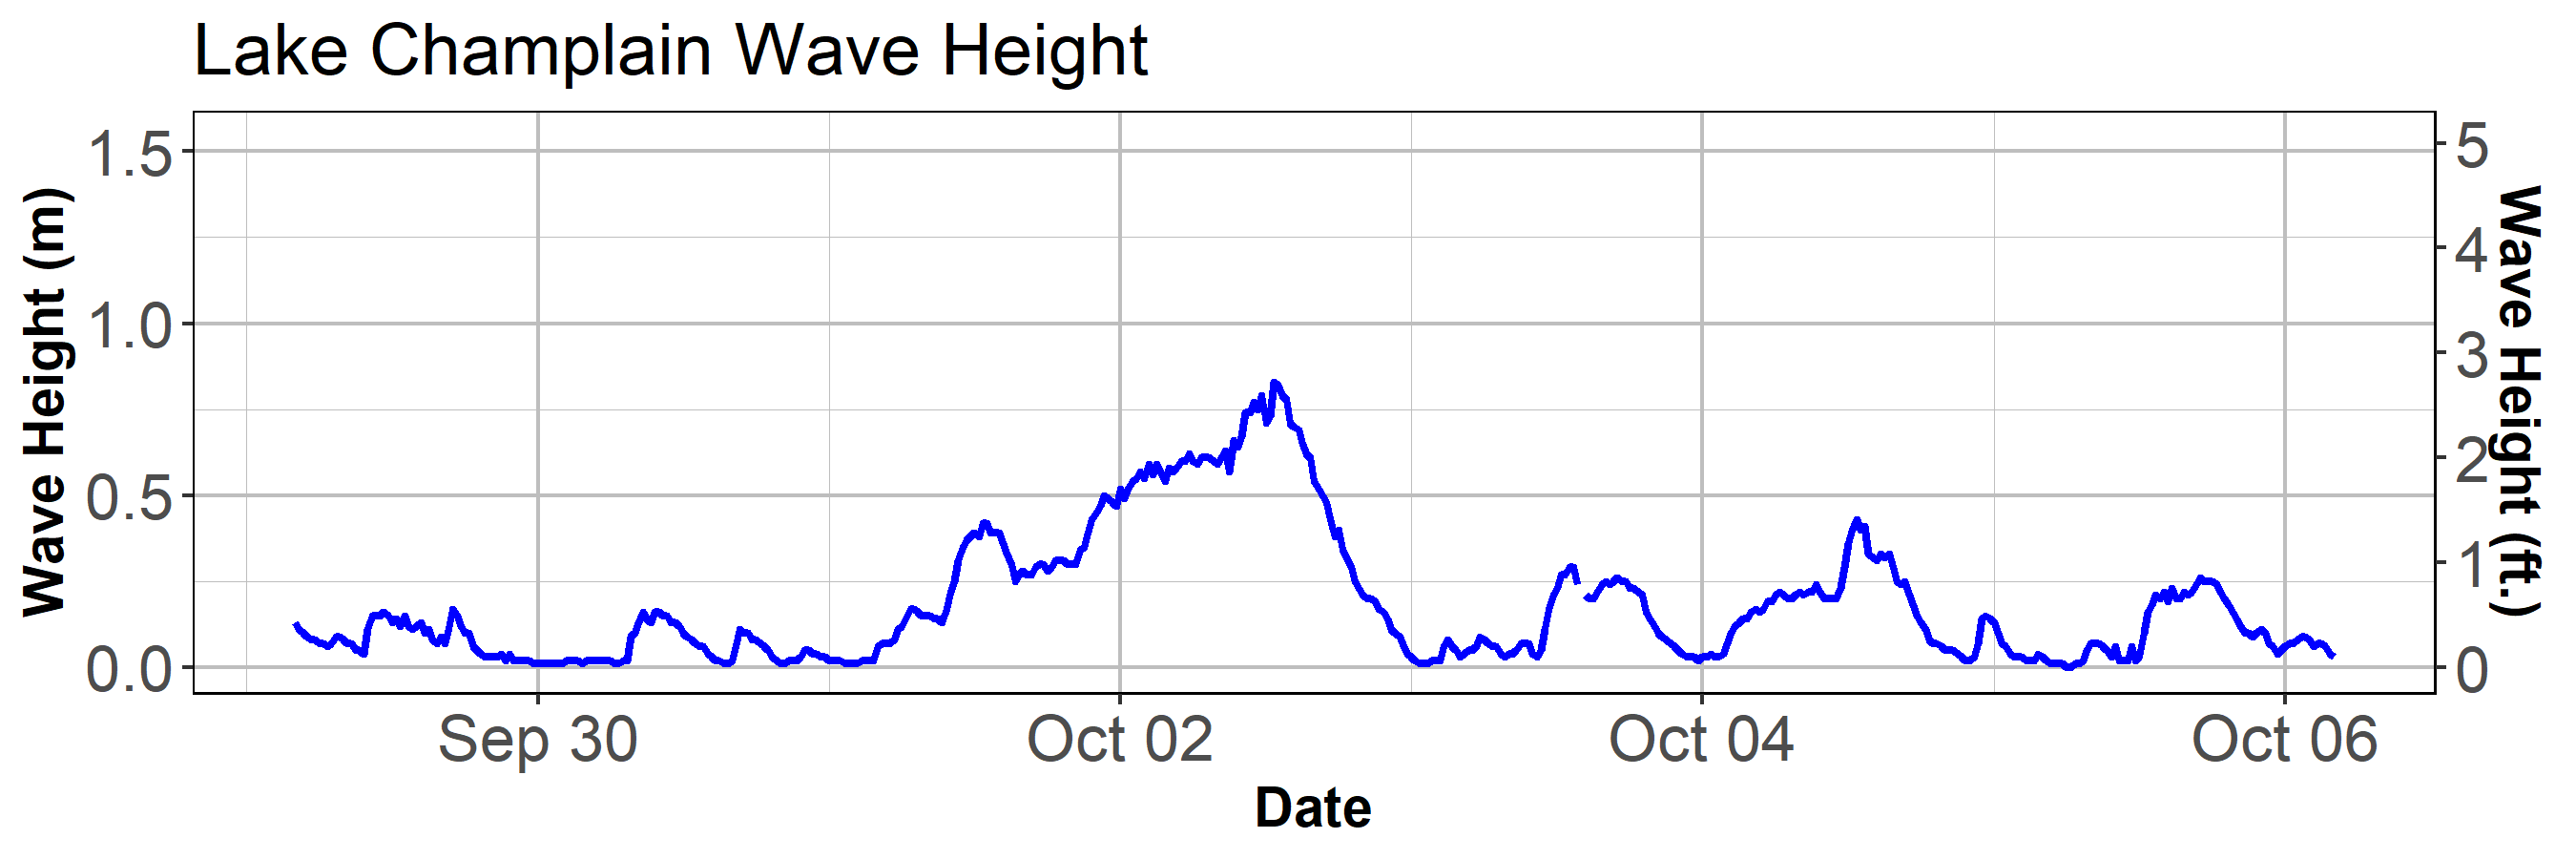 Lake Champlain Wave Height
Wave Height (m)
1.5
1.0
0.5
0.0
5
4
3
2
1
0
Wave Height (ft.)
Sep 30
Oct 02
Oct 04
Oct 06
Date